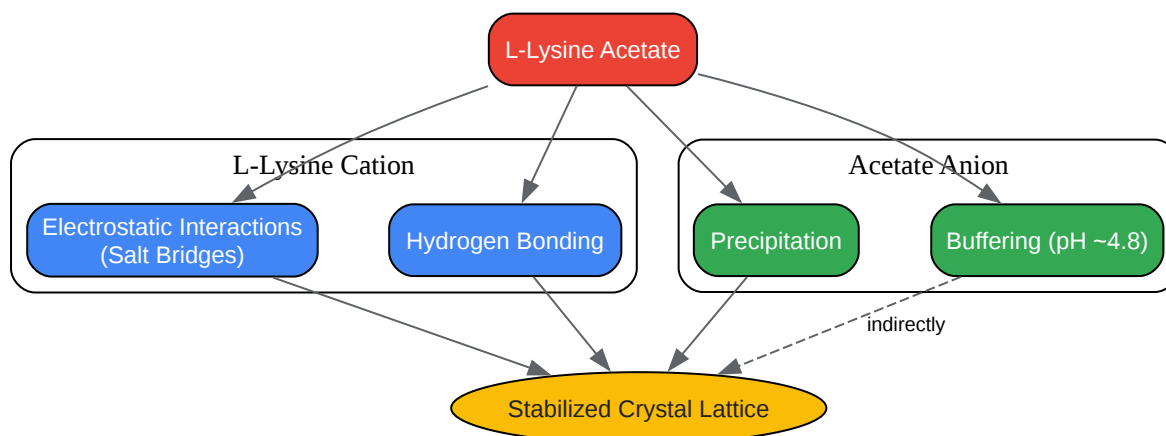 L-Lysine Acetate
L-Lysine Cation
Acetate Anion
Electrostatic Interactions
(Salt Bridges)
Hydrogen Bonding
Precipitation
Buffering (pH ~4.8)
indirectly
Stabilized Crystal Lattice